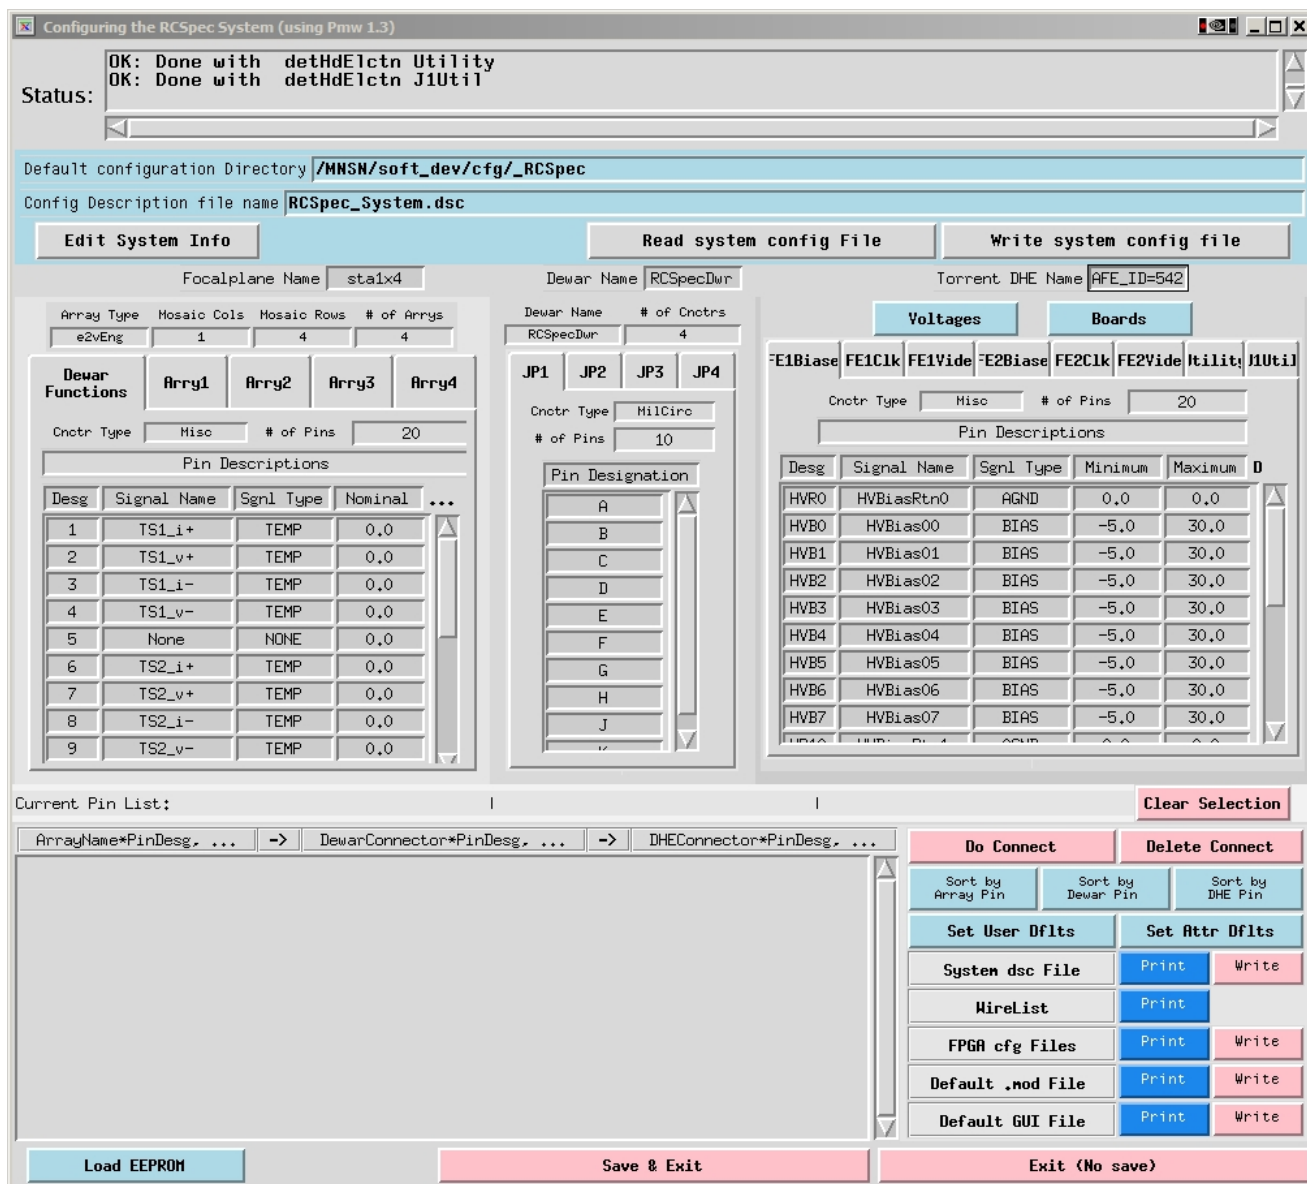 Configuring the RCSpec System (using Pmw 1.3)
OK: Done with  detHdElctn Utility
OK: Done with  detHdElctn J1Util
Status:
Default configuration Directory /MNSN/soft_dev/cfg/_RCSpec
Config Description file name RCSpec_System.dsc
Edit System Info Read system config File Write system config file
Focalplane Name sta1x4 Dewar Name RCSpecDwr Torrent DHE Name AFE_ID=542
Array Type Mosaic Cols Mosaic Rows # of Arrys
e2vEng 1 4 4
Dewar Functions Arry1 Arry2 Arry3 Arry4
Cnctr Type Misc # of Pins 20
Pin Descriptions
Desg Signal Name Sgnl Type Nominal ...
1 TS1_i+ TEMP 0.0
2 TS1_v+ TEMP 0.0
3 TS1_i- TEMP 0.0
4 TS1_v- TEMP 0.0
5 None NONE 0.0
6 TS2_i+ TEMP 0.0
7 TS2_v+ TEMP 0.0
8 TS2_i- TEMP 0.0
9 TS2_v- TEMP 0.0
Dewar Name # of Cnctrs
RCSpecDwr 4
JP1 JP2 JP3 JP4
Cnctr Type MilCirc
# of Pins 10
Pin Designation
A
B
C
D
E
F
G
H
J
Voltages Boards
FE1Biase FE1Clk FE1Vide FE2Biase FE2Clk FE2Vide tility J1Util
Cnctr Type Misc # of Pins 20
Pin Descriptions
Desg Signal Name Sgnl Type Minimum Maximum D
HVR0 HVBiasRtn0 AGND 0.0 0.0
HVB0 HVBias00 BIAS -5.0 30.0
HVB1 HVBias01 BIAS -5.0 30.0
HVB2 HVBias02 BIAS -5.0 30.0
HVB3 HVBias03 BIAS -5.0 30.0
HVB4 HVBias04 BIAS -5.0 30.0
HVB5 HVBias05 BIAS -5.0 30.0
HVB6 HVBias06 BIAS -5.0 30.0
HVB7 HVBias07 BIAS -5.0 30.0
Current Pin List: | | Clear Selection
ArrayName*PinDesg, ... -> DewarConnector*PinDesg, ... -> DHEConnector*PinDesg, ...
Do Connect Delete Connect
Sort by Array Pin Sort by Dewar Pin Sort by DHE Pin
Set User Dflts Set Attr Dflts
System dsc File Print Write
WireList Print
FPGA cfg Files Print Write
Default .mod File Print Write
Default GUI File Print Write
Load EEPROM Save & Exit Exit (No save)